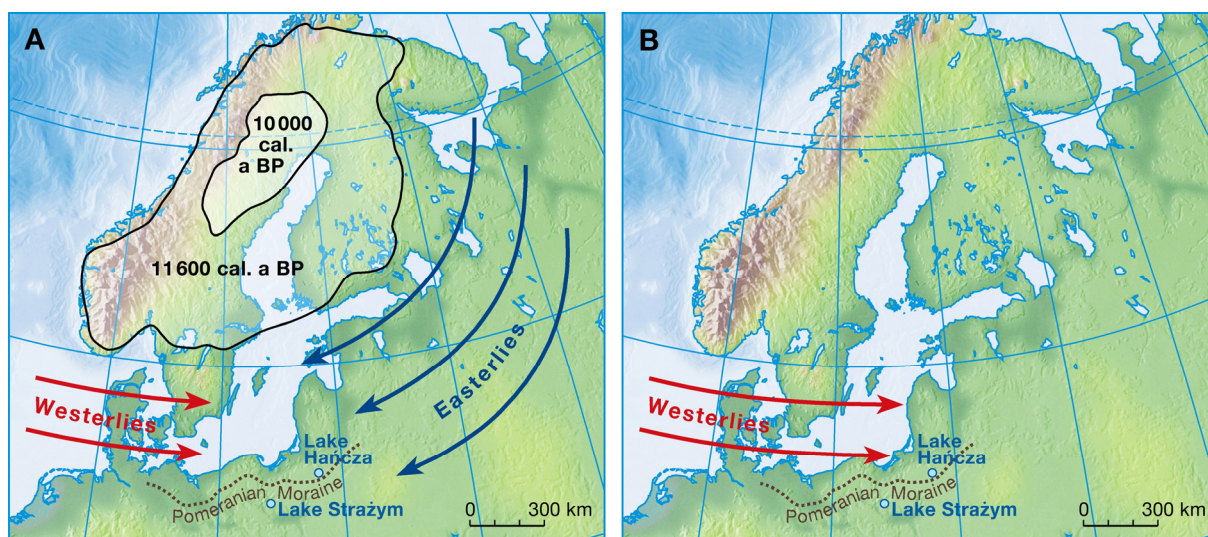 A
10 000
cal.
a BP
11 600 cal. a BP
Westerlies
Easterlies
Lake
Hańcza
Pomeranian Moraine
Lake Strażym
0 300 km
B
Westerlies
Lake
Hańcza
Pomeranian Moraine
Lake Strażym
0 300 km